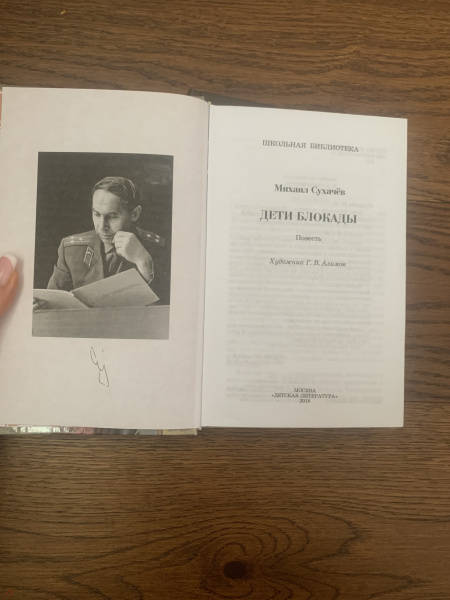 ШКОЛЬНАЯ БИБЛИОТЕКА
Михаил Сухачёв
ДЕТИ БЛОКАДЫ
Повесть
Художник Г. В. Алимов
МОСКВА
«ДЕТСКАЯ ЛИТЕРАТУРА»